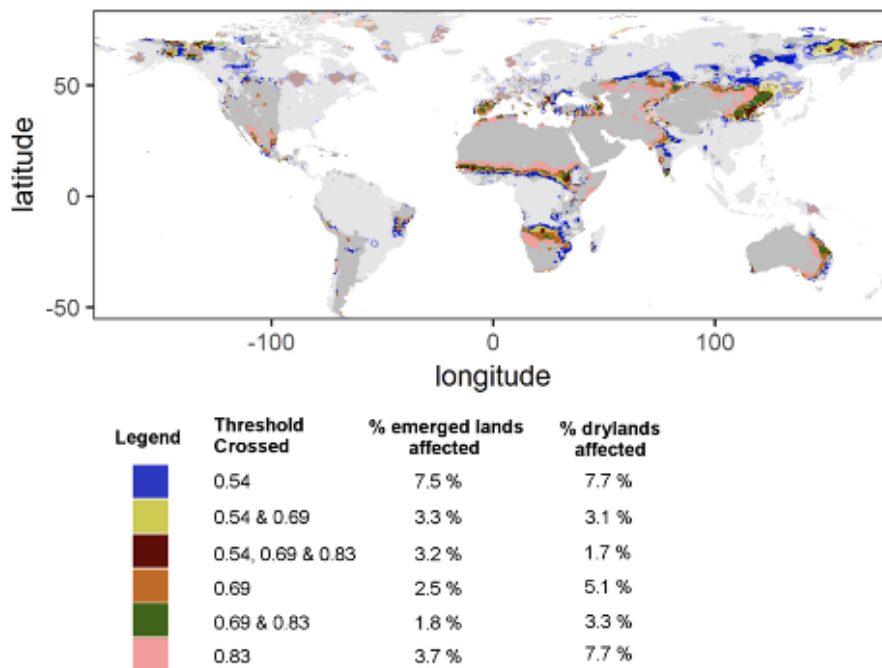 50
0
-50
latitude
-100
0
100
longitude
Legend
Threshold
Crossed
% emerged lands
affected
% drylands
affected
0.54
7.5 %
7.7 %
0.54 & 0.69
3.3 %
3.1 %
0.54, 0.69 & 0.83
3.2 %
1.7 %
0.69
2.5 %
5.1 %
0.69 & 0.83
1.8 %
3.3 %
0.83
3.7 %
7.7 %